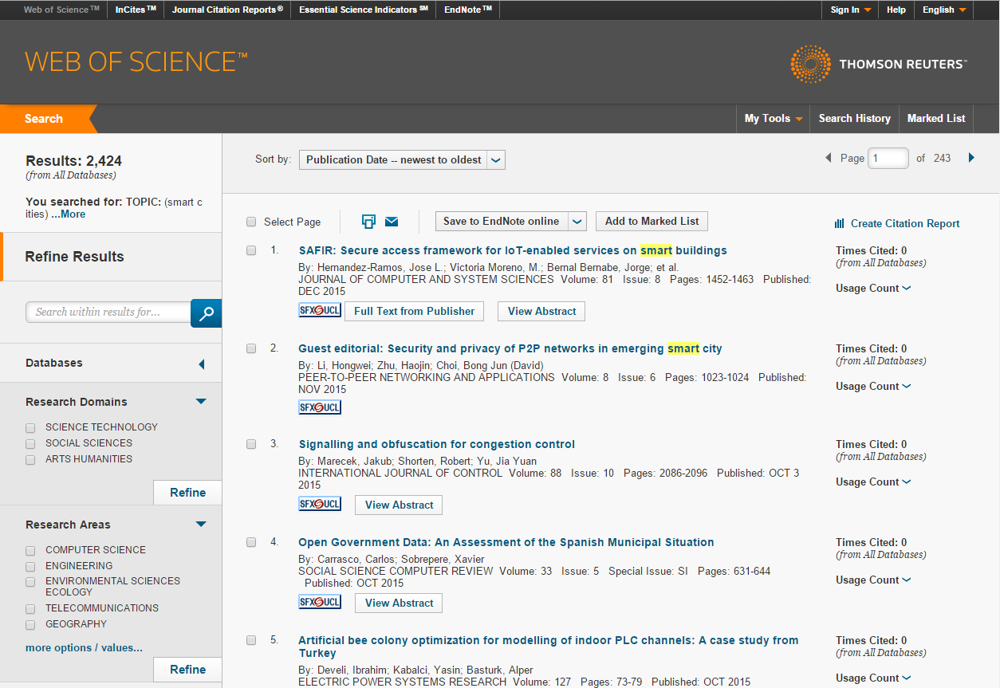 Web of Science™ InCites™ Journal Citation Reports® Essential Science Indicators℠ EndNote™ Sign In Help English
WEB OF SCIENCE™
THOMSON REUTERS™
Search My Tools Search History Marked List
Results: 2,424
(from All Databases)
You searched for: TOPIC: (smart c
ities) ...More
Refine Results
Search within results for...
Databases
Research Domains
SCIENCE TECHNOLOGY
SOCIAL SCIENCES
ARTS HUMANITIES
Refine
Research Areas
COMPUTER SCIENCE
ENGINEERING
ENVIRONMENTAL SCIENCES
ECOLOGY
TELECOMMUNICATIONS
GEOGRAPHY
more options / values...
Refine
Sort by: Publication Date -- newest to oldest
Page 1 of 243
Select Page Save to EndNote online Add to Marked List
Create Citation Report
1. SAFIR: Secure access framework for IoT-enabled services on smart buildings
By: Hernandez-Ramos, Jose L.; Victoria Moreno, M.; Bernal Bernabe, Jorge; et al.
JOURNAL OF COMPUTER AND SYSTEM SCIENCES Volume: 81 Issue: 8 Pages: 1452-1463 Published:
DEC 2015
SFX UCL Full Text from Publisher View Abstract
Times Cited: 0
(from All Databases)
Usage Count
2. Guest editorial: Security and privacy of P2P networks in emerging smart city
By: Li, Hongwei; Zhu, Haojin; Choi, Bong Jun (David)
PEER-TO-PEER NETWORKING AND APPLICATIONS Volume: 8 Issue: 6 Pages: 1023-1024 Published:
NOV 2015
SFX UCL
Times Cited: 0
(from All Databases)
Usage Count
3. Signalling and obfuscation for congestion control
By: Marecek, Jakub; Shorten, Robert; Yu, Jia Yuan
INTERNATIONAL JOURNAL OF CONTROL Volume: 88 Issue: 10 Pages: 2086-2096 Published: OCT 3
2015
SFX UCL View Abstract
Times Cited: 0
(from All Databases)
Usage Count
4. Open Government Data: An Assessment of the Spanish Municipal Situation
By: Carrasco, Carlos; Sobrepere, Xavier
SOCIAL SCIENCE COMPUTER REVIEW Volume: 33 Issue: 5 Special Issue: SI Pages: 631-644
Published: OCT 2015
SFX UCL View Abstract
Times Cited: 0
(from All Databases)
Usage Count
5. Artificial bee colony optimization for modelling of indoor PLC channels: A case study from
Turkey
By: Develi, Ibrahim; Kabalci, Yasin; Basturk, Alper
ELECTRIC POWER SYSTEMS RESEARCH Volume: 127 Pages: 73-79 Published: OCT 2015
Times Cited: 0
(from All Databases)
Usage Count